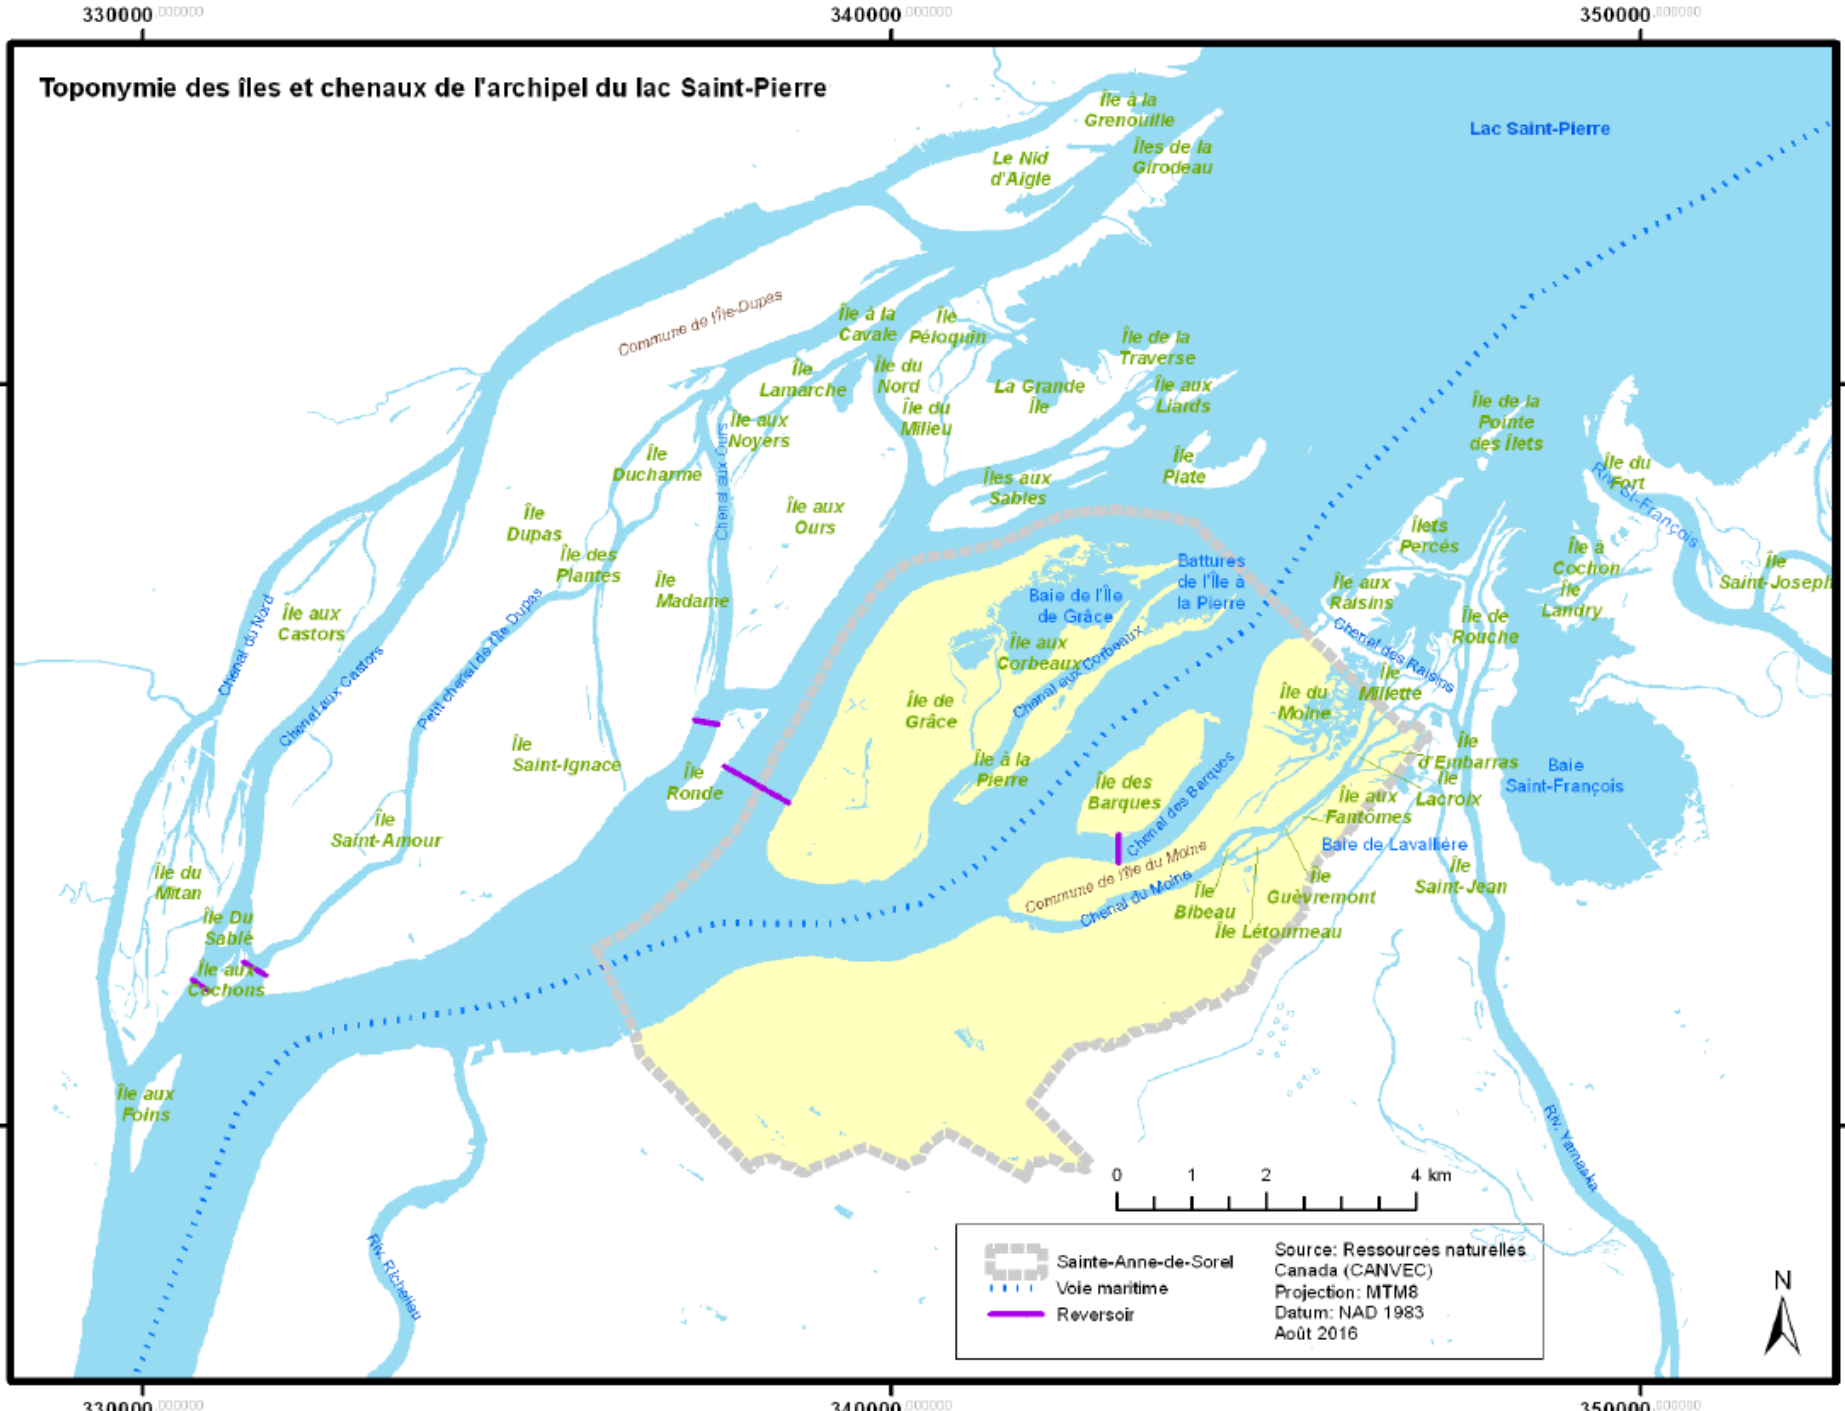 330000.000000
340000.000000
350000.000000
Toponymie des îles et chenaux de l'archipel du lac Saint-Pierre
Île à la
Grenouille
Lac Saint-Pierre
Îles de la
Girodeau
Le Nid
d'Aigle
Commune de l'Île-Dupas
Île à la
Cavale
Île
Péloquin
Île de la
Traverse
Île
Lamarche
Île du
Nord
La Grande
Île
Île aux
Liards
Île de la
Pointe
des Îlets
Île du
Milieu
Île aux
Noyers
Chenal aux Ours
Île
Ducharme
Île
Plate
Île du
Fort
Riv. St-François
Îles aux
Sables
Île aux
Ours
Île
Dupas
Îlets
Percés
Île à
Cochon
Île des
Plantes
Île
Saint-Joseph
Battures
de l'Île à
la Pierre
Île
Madame
Île aux
Raisins
Île
Landry
Baie de l'Île
de Grâce
Île aux
Castors
Chenal du Nord
Petit chenal de l'Île Dupas
Île de
Rouche
Chenal des Raisins
Île aux
Corbeaux
Chenal aux Corbeaux
Chenal aux Castors
Île
Millette
Île du
Moine
Île de
Grâce
Île
Saint-Ignace
Île
d'Embarras
Île à la
Pierre
Île
Ronde
Île des
Barques
Chenal des Barques
Baie
Saint-François
Île
Lacroix
Île aux
Fantômes
Île
Saint-Amour
Baie de Lavallière
Commune de l'Île du Moine
Île
Saint-Jean
Île du
Mitan
Chenal du Moine
Île
Bibeau
Île
Guèvremont
Île Létourneau
Île Du
Sable
Île aux
Cochons
Île aux
Foins
Riv. Yamaska
Riv. Richelieu
0 1 2 4 km
Sainte-Anne-de-Sorel
Voie maritime
Reversoir
Source: Ressources naturelles
Canada (CANVEC)
Projection: MTM8
Datum: NAD 1983
Août 2016
N
330000.000000
340000.000000
350000.000000